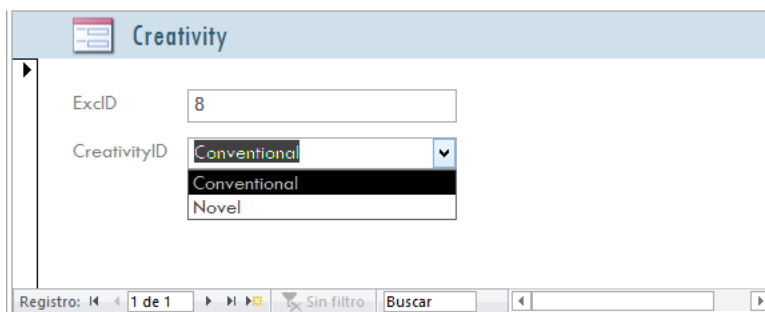 Creativity
ExcID 8
CreativityID Conventional
Conventional
Novel
Registro: 1 de 1 Sin filtro Buscar